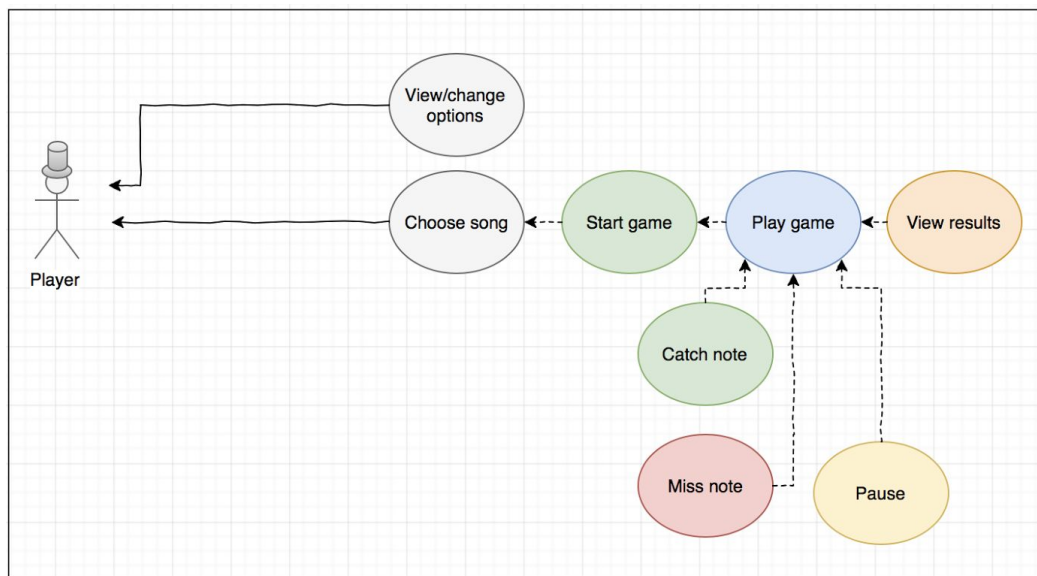 View/change
options
Player
Choose song
Start game
Play game
View results
Catch note
Miss note
Pause